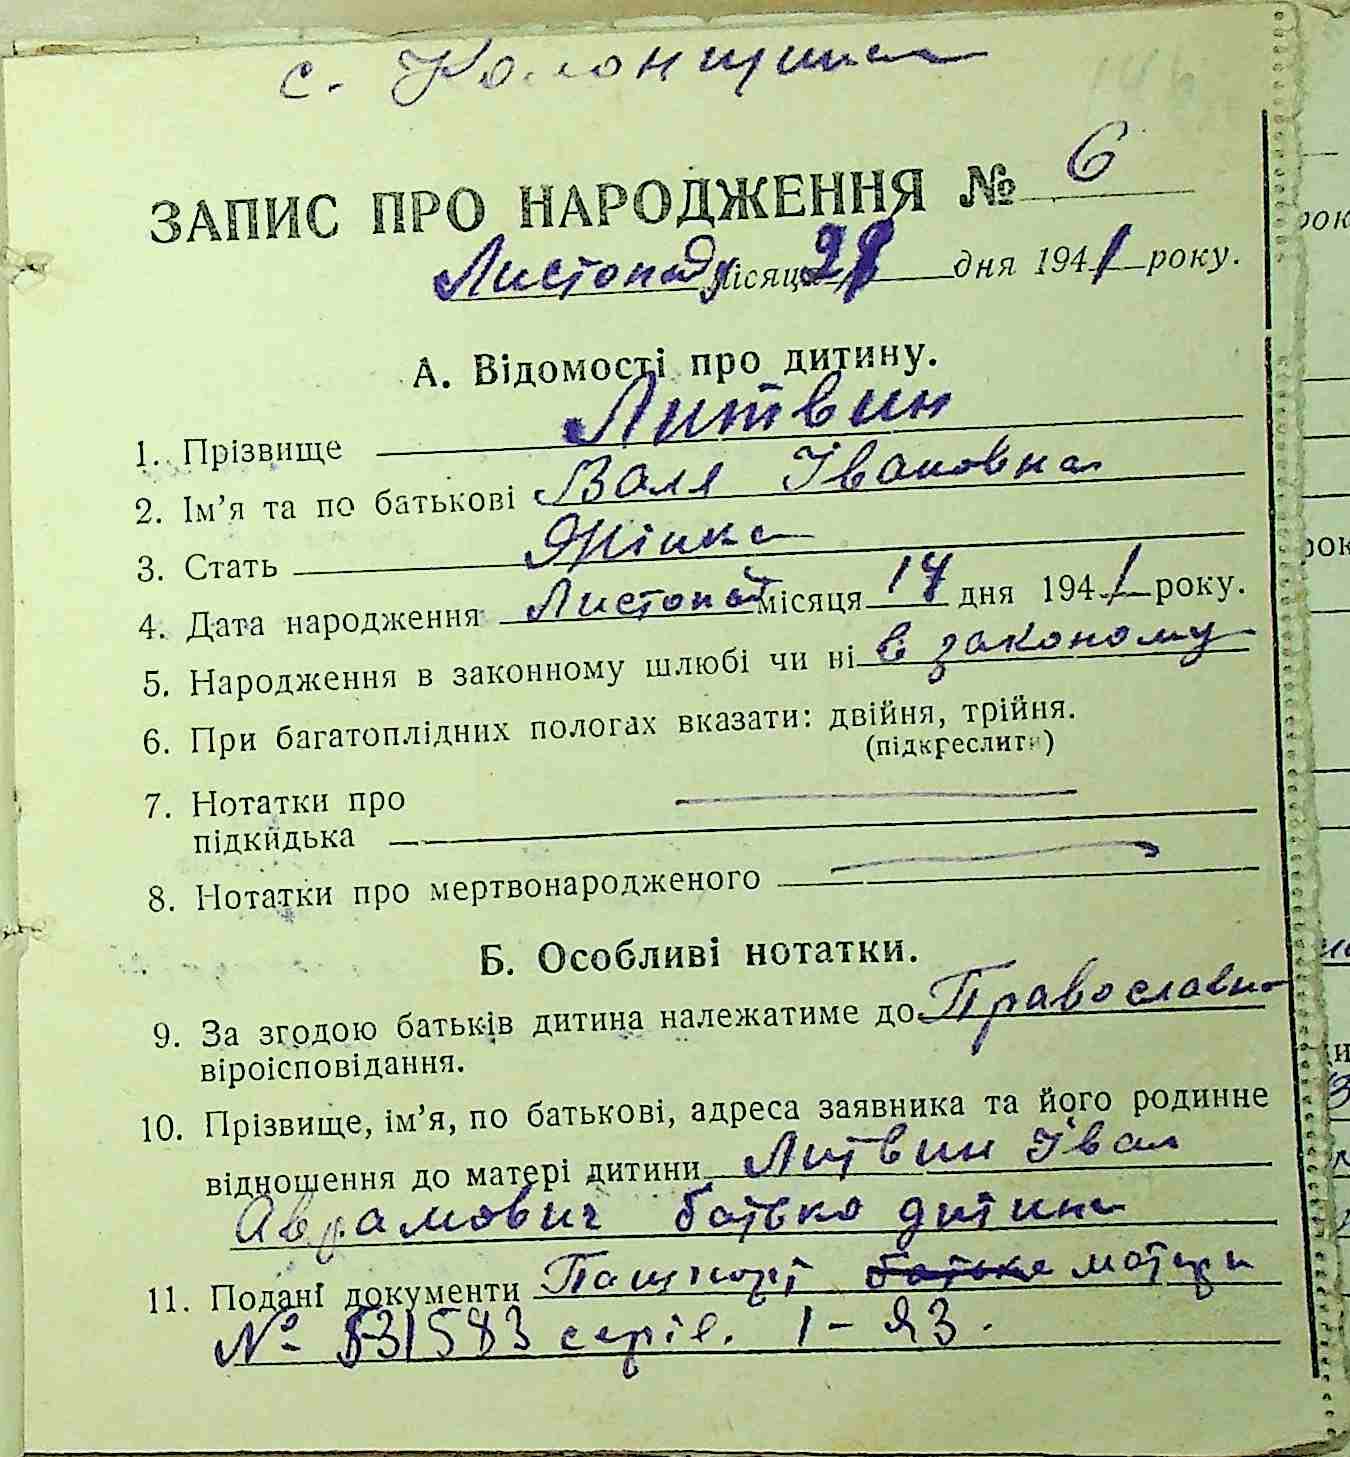 с. Колонщина
ЗАПИС ПРО НАРОДЖЕННЯ № 6
Листопаду місяця дня 1941 року.
А. Відомості про дитину.
1. Прізвище Литвин
2. Ім’я та по батькові Валя Івановна
3. Стать Жінка
4. Дата народження Листопад місяця 14 дня 1941 року.
5. Народження в законному шлюбі чи ні в законому
6. При багатоплідних пологах вказати: двійня, трійня.
(підкреслити)
7. Нотатки про
підкидька
8. Нотатки про мертвонародженого
Б. Особливі нотатки.
9. За згодою батьків дитина належатиме до Православно
віроісповідання.
10. Прізвище, ім’я, по батькові, адреса заявника та його родинне
відношення до матері дитини Литвин Іван
Аврамович батько дитини
11. Подані документи Пашпорт батька матери
№ 531583 серів. 1-ЯЗ.